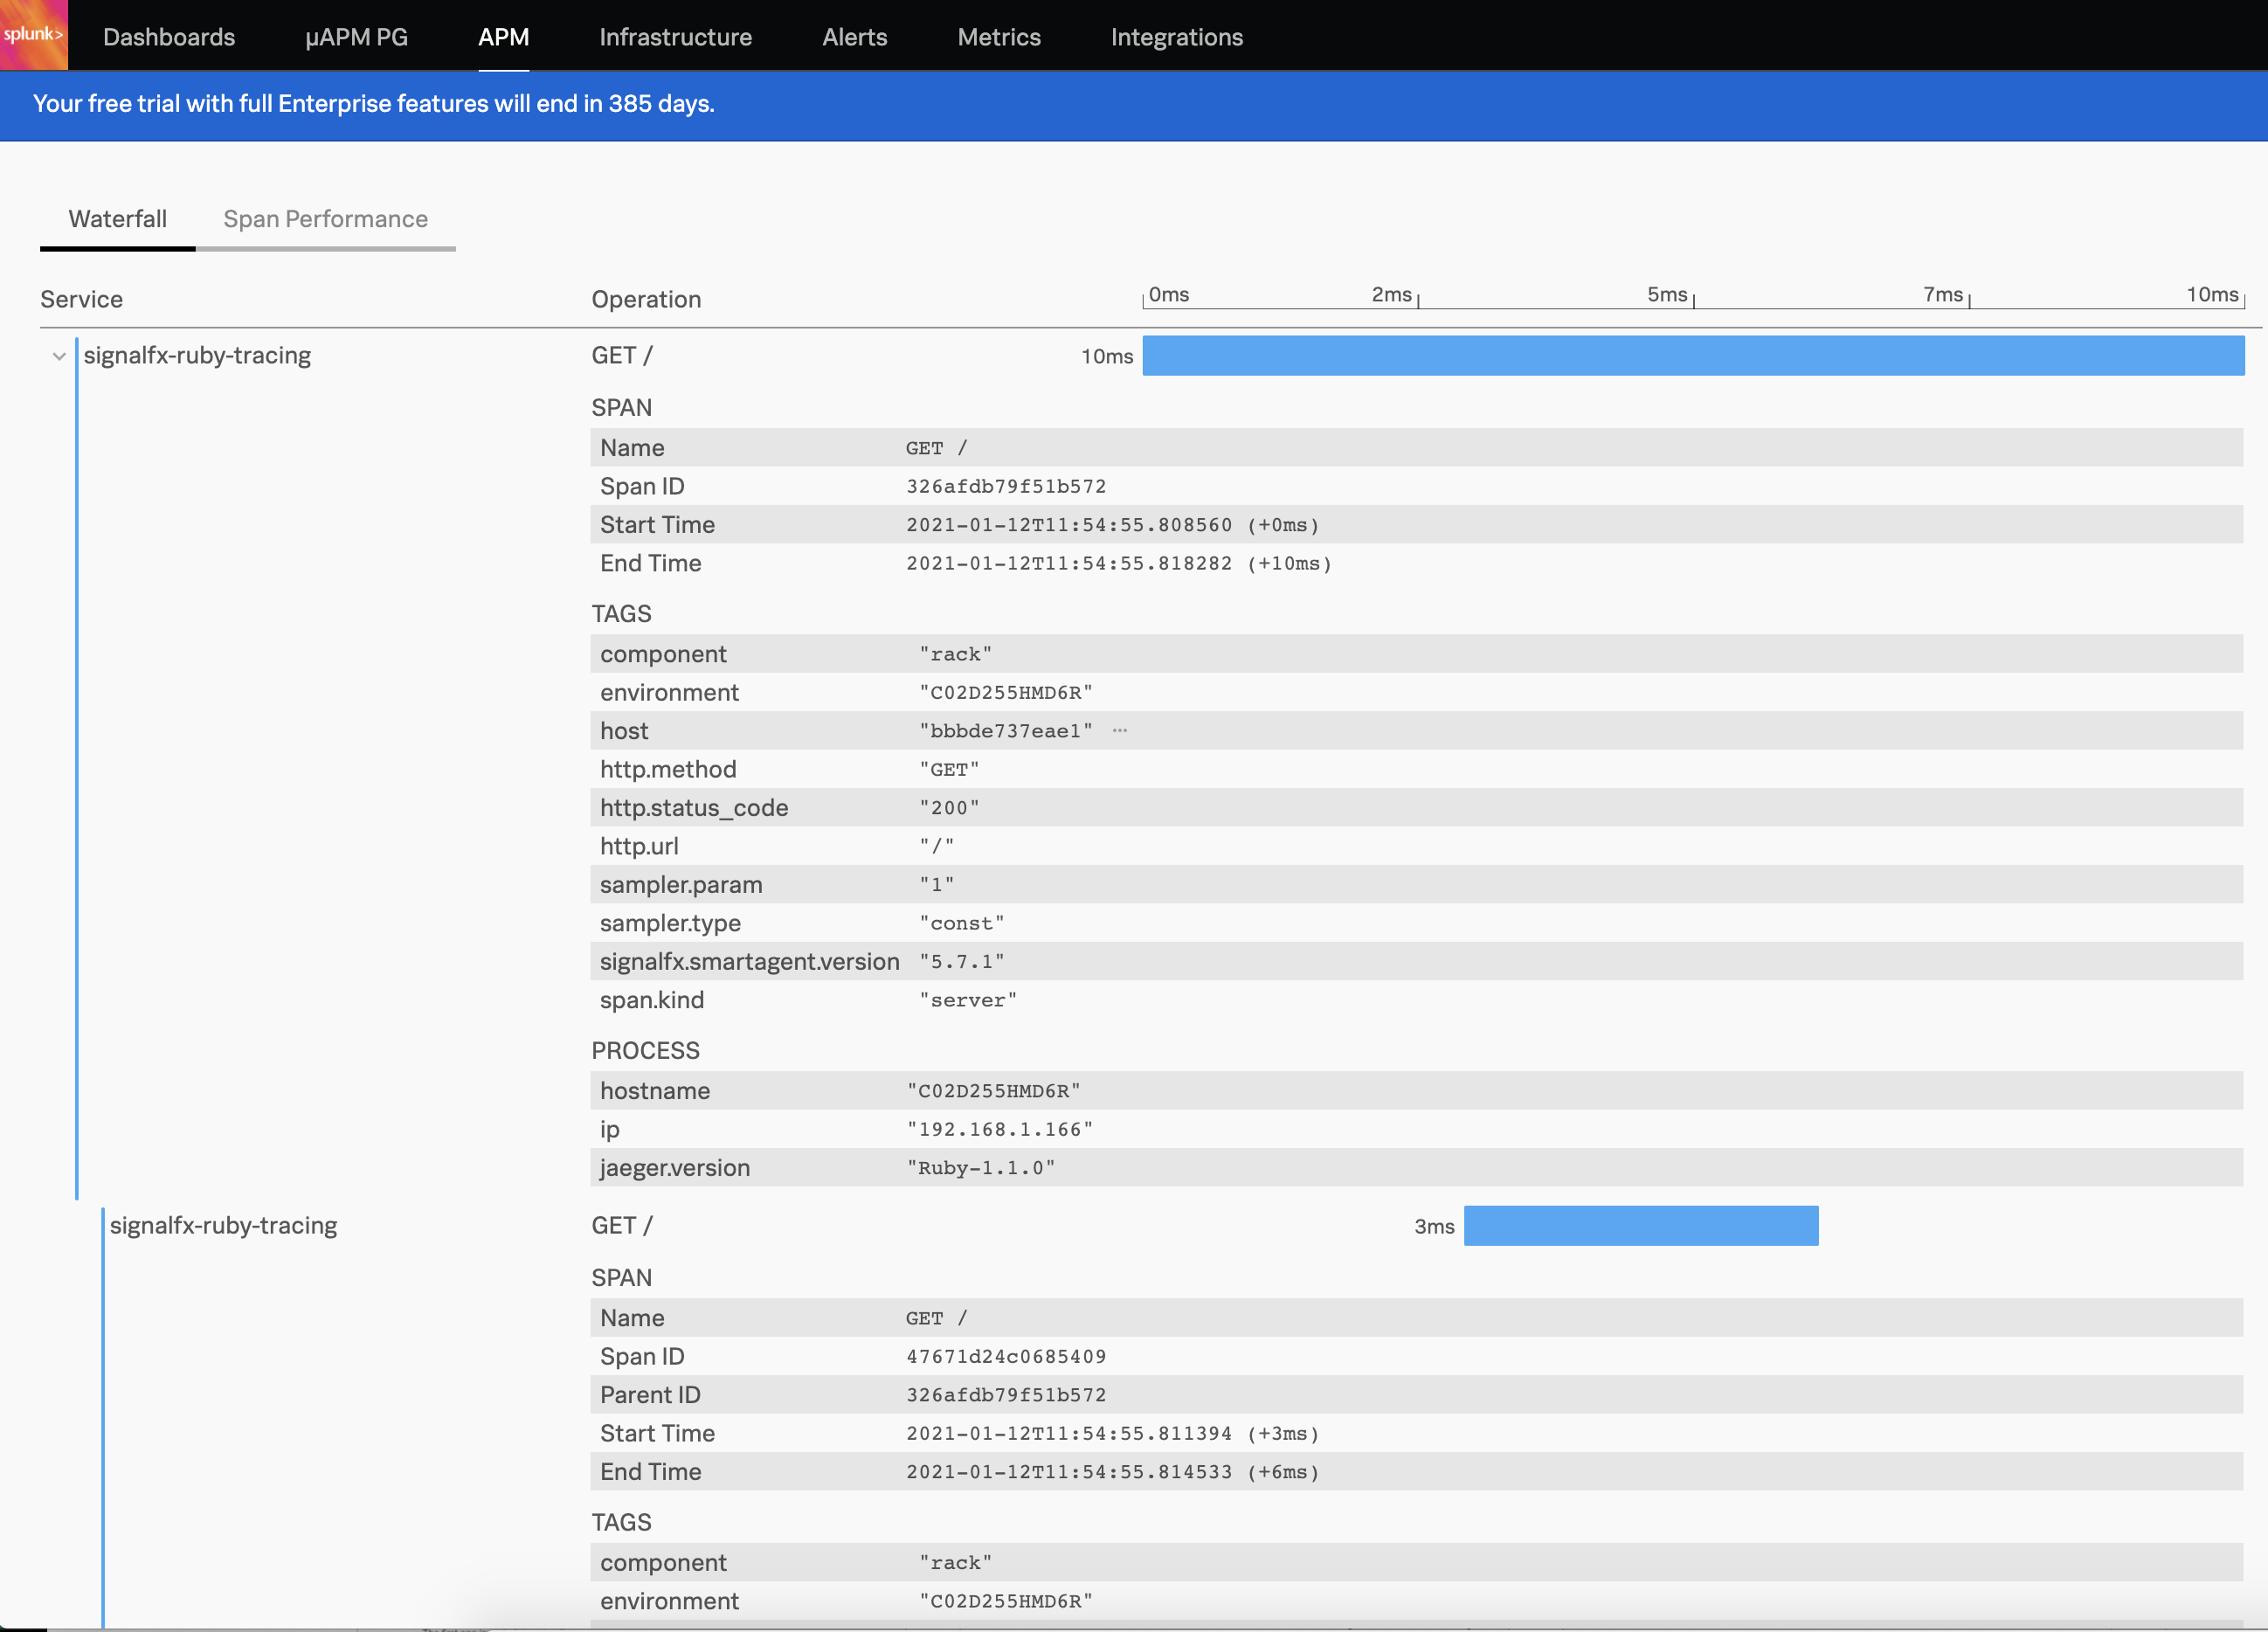 splunk> Dashboards µAPM PG APM Infrastructure Alerts Metrics Integrations
Your free trial with full Enterprise features will end in 385 days.
Waterfall Span Performance
Service Operation 0ms 2ms 5ms 7ms 10ms
signalfx-ruby-tracing GET / 10ms
SPAN
Name GET /
Span ID 326afdb79f51b572
Start Time 2021-01-12T11:54:55.808560 (+0ms)
End Time 2021-01-12T11:54:55.818282 (+10ms)
TAGS
component "rack"
environment "C02D255HMD6R"
host "bbbde737eae1" ···
http.method "GET"
http.status_code "200"
http.url "/"
sampler.param "1"
sampler.type "const"
signalfx.smartagent.version "5.7.1"
span.kind "server"
PROCESS
hostname "C02D255HMD6R"
ip "192.168.1.166"
jaeger.version "Ruby-1.1.0"
signalfx-ruby-tracing GET / 3ms
SPAN
Name GET /
Span ID 47671d24c0685409
Parent ID 326afdb79f51b572
Start Time 2021-01-12T11:54:55.811394 (+3ms)
End Time 2021-01-12T11:54:55.814533 (+6ms)
TAGS
component "rack"
environment "C02D255HMD6R"